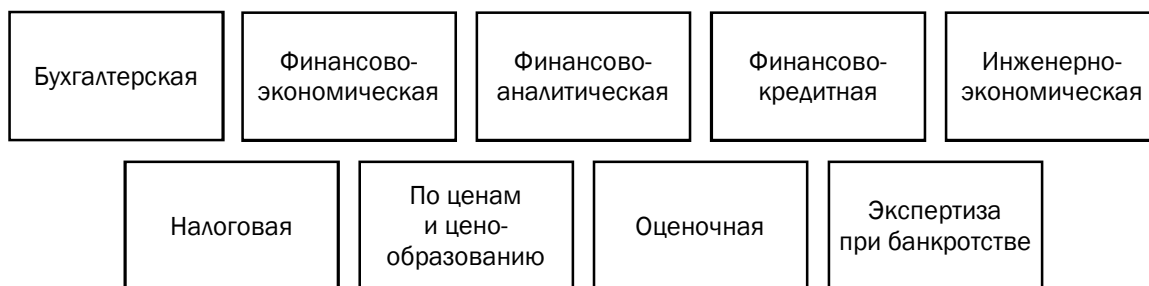 Бухгалтерская
Финансово-
экономическая
Финансово-
аналитическая
Финансово-
кредитная
Инженерно-
экономическая
Налоговая
По ценам
и цено-
образованию
Оценочная
Экспертиза
при банкротстве